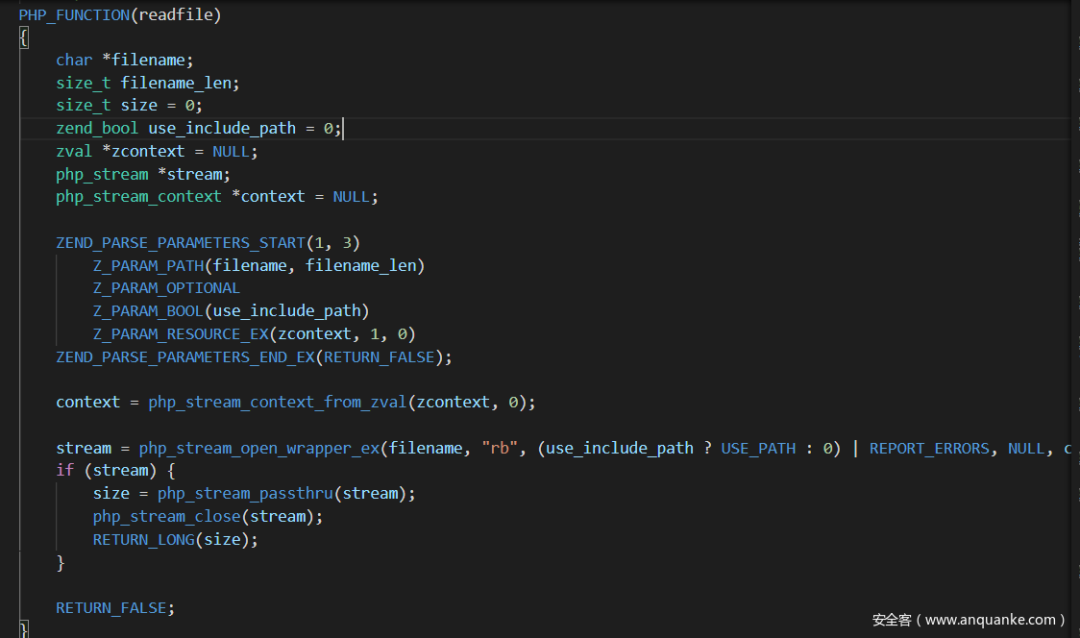 PHP_FUNCTION(readfile)
{
    char *filename;
    size_t filename_len;
    size_t size = 0;
    zend_bool use_include_path = 0;
    zval *zcontext = NULL;
    php_stream *stream;
    php_stream_context *context = NULL;

    ZEND_PARSE_PARAMETERS_START(1, 3)
        Z_PARAM_PATH(filename, filename_len)
        Z_PARAM_OPTIONAL
        Z_PARAM_BOOL(use_include_path)
        Z_PARAM_RESOURCE_EX(zcontext, 1, 0)
    ZEND_PARSE_PARAMETERS_END_EX(RETURN_FALSE);

    context = php_stream_context_from_zval(zcontext, 0);

    stream = php_stream_open_wrapper_ex(filename, "rb", (use_include_path ? USE_PATH : 0) | REPORT_ERRORS, NULL, c
    if (stream) {
        size = php_stream_passthru(stream);
        php_stream_close(stream);
        RETURN_LONG(size);
    }

    RETURN_FALSE;
}
安全客（www.anquanke.com）